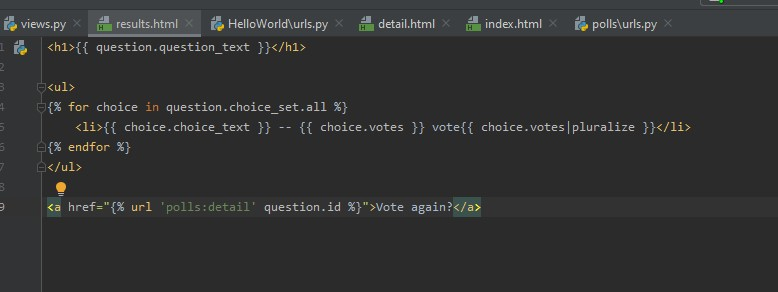 views.py results.html HelloWorld\urls.py detail.html index.html polls\urls.py
1 <h1>{{ question.question_text }}</h1>
2
3 <ul>
4 {% for choice in question.choice_set.all %}
5 <li>{{ choice.choice_text }} -- {{ choice.votes }} vote{{ choice.votes|pluralize }}</li>
6 {% endfor %}
7 </ul>
8
9 <a href="{% url 'polls:detail' question.id %}">Vote again?</a>